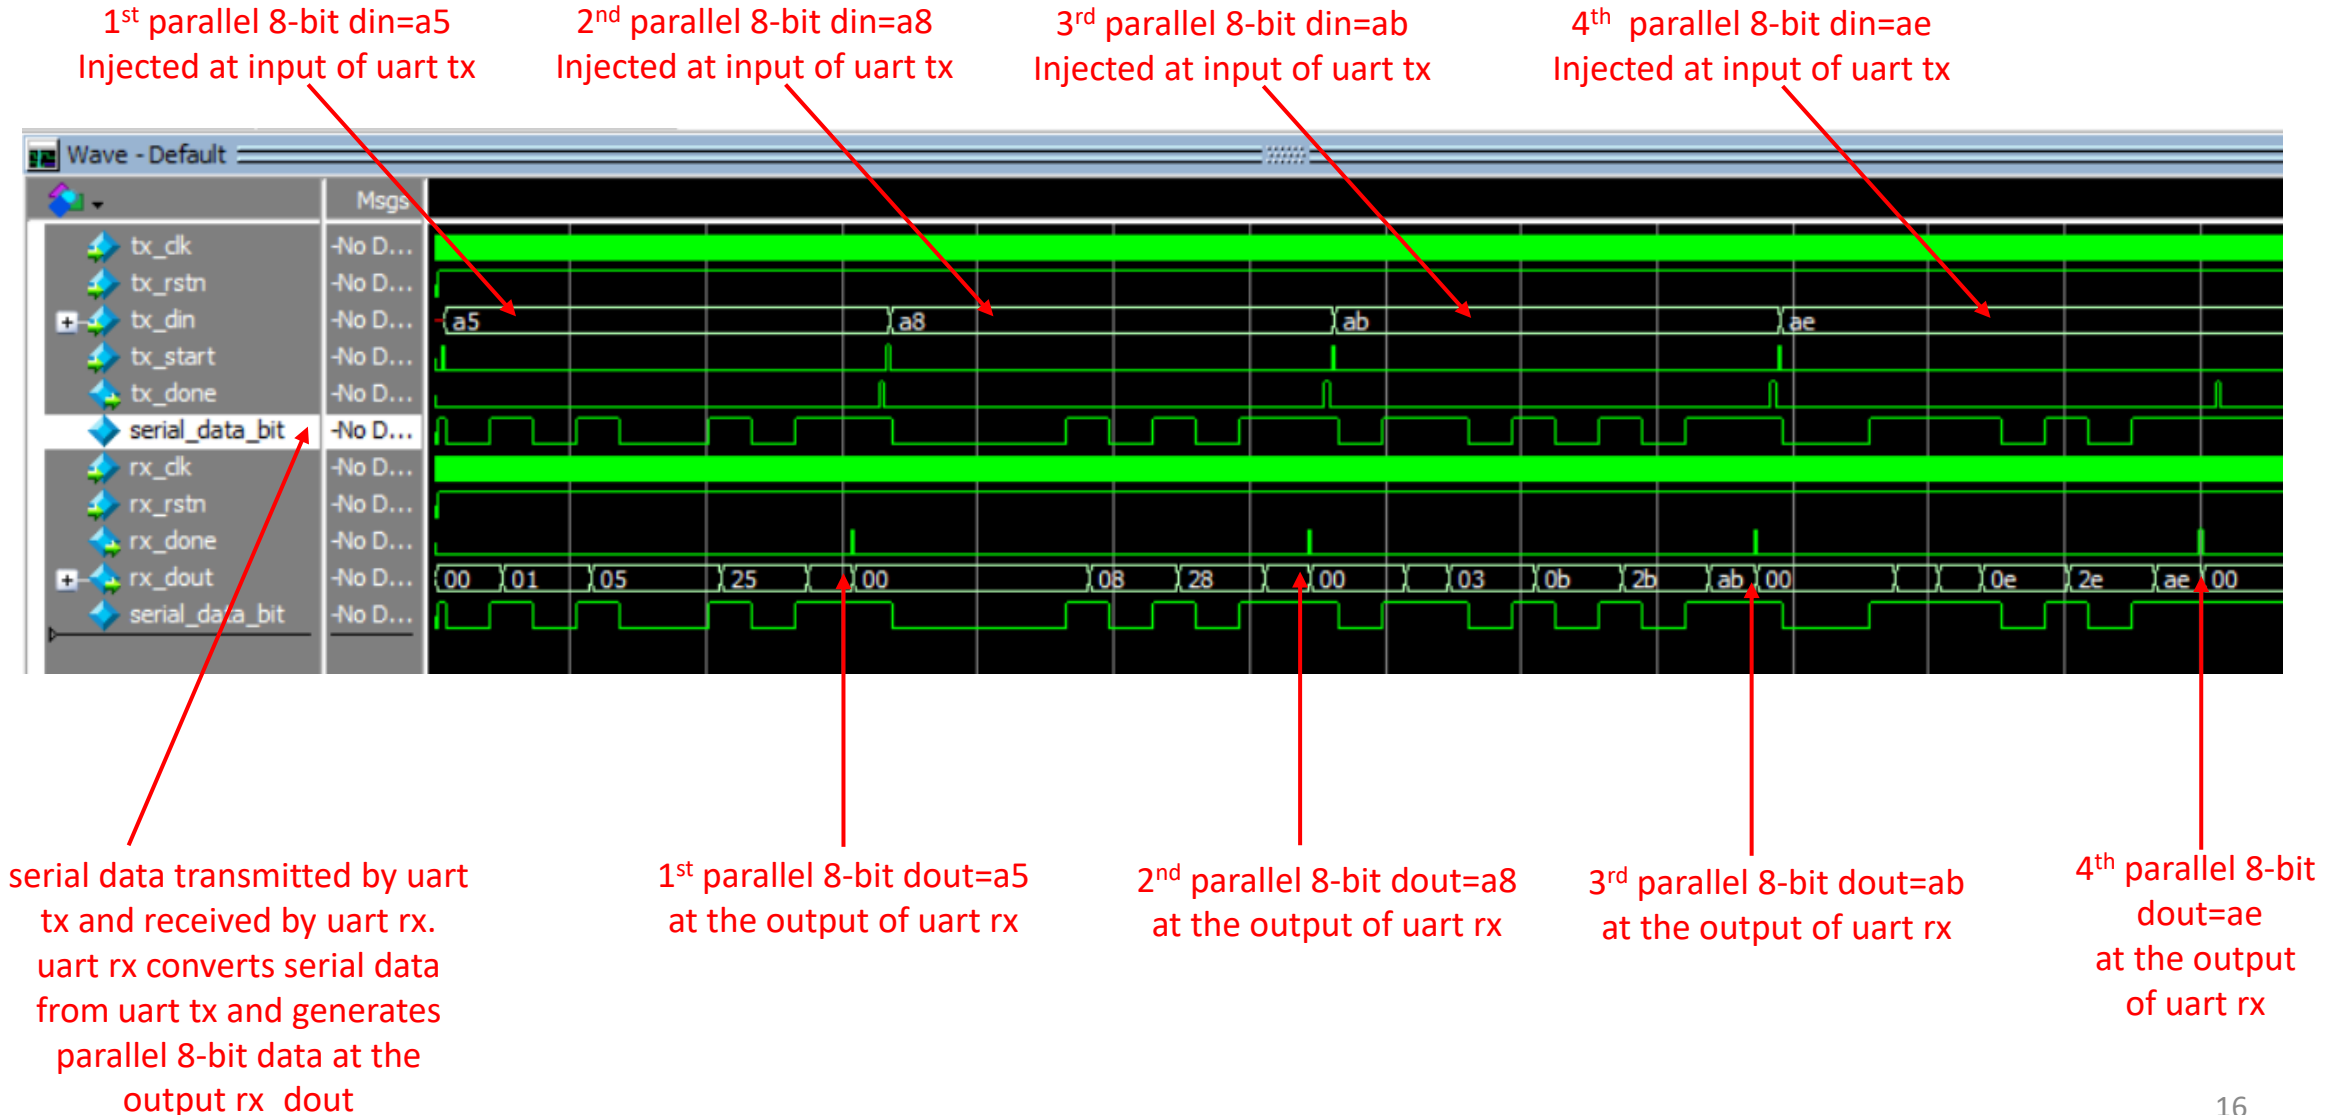 1st parallel 8-bit din=a5
Injected at input of uart tx
2nd parallel 8-bit din=a8
Injected at input of uart tx
3rd parallel 8-bit din=ab
Injected at input of uart tx
4th parallel 8-bit din=ae
Injected at input of uart tx
Wave - Default
Msgs
tx_clk -No D...
tx_rstn -No D...
tx_din -No D... a5 a8 ab ae
tx_start -No D...
tx_done -No D...
serial_data_bit -No D...
rx_clk -No D...
rx_rstn -No D...
rx_done -No D...
rx_dout -No D... 00 01 05 25 00 08 28 00 03 0b 2b ab 00 0e 2e ae 00
serial_data_bit -No D...
serial data transmitted by uart
tx and received by uart rx.
uart rx converts serial data
from uart tx and generates
parallel 8-bit data at the
output rx_dout
1st parallel 8-bit dout=a5
at the output of uart rx
2nd parallel 8-bit dout=a8
at the output of uart rx
3rd parallel 8-bit dout=ab
at the output of uart rx
4th parallel 8-bit
dout=ae
at the output
of uart rx
16